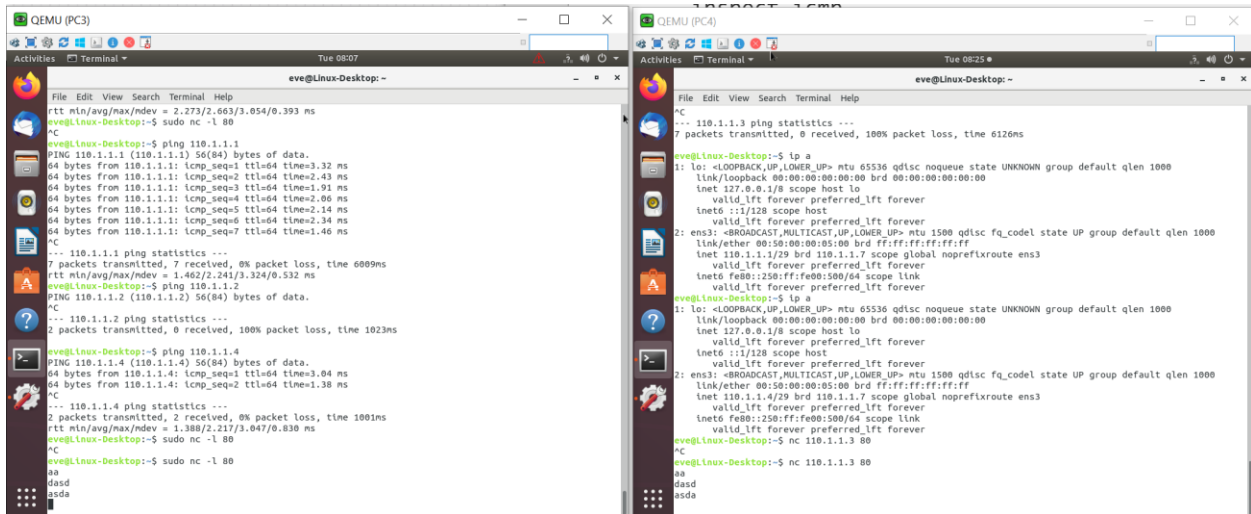 inspect icmp
QEMU (PC3)
Activities Terminal Tue 08:07
eve@Linux-Desktop: ~
File Edit View Search Terminal Help
rtt min/avg/max/mdev = 2.273/2.663/3.054/0.393 ms
eve@Linux-Desktop:~$ sudo nc -l 80
^C
eve@Linux-Desktop:~$ ping 110.1.1.1
PING 110.1.1.1 (110.1.1.1) 56(84) bytes of data.
64 bytes from 110.1.1.1: icmp_seq=1 ttl=64 time=3.32 ms
64 bytes from 110.1.1.1: icmp_seq=2 ttl=64 time=2.43 ms
64 bytes from 110.1.1.1: icmp_seq=3 ttl=64 time=1.91 ms
64 bytes from 110.1.1.1: icmp_seq=4 ttl=64 time=2.06 ms
64 bytes from 110.1.1.1: icmp_seq=5 ttl=64 time=2.14 ms
64 bytes from 110.1.1.1: icmp_seq=6 ttl=64 time=2.34 ms
64 bytes from 110.1.1.1: icmp_seq=7 ttl=64 time=1.46 ms
^C
--- 110.1.1.1 ping statistics ---
7 packets transmitted, 7 received, 0% packet loss, time 6009ms
rtt min/avg/max/mdev = 1.462/2.241/3.324/0.532 ms
eve@Linux-Desktop:~$ ping 110.1.1.2
PING 110.1.1.2 (110.1.1.2) 56(84) bytes of data.
^C
--- 110.1.1.2 ping statistics ---
2 packets transmitted, 0 received, 100% packet loss, time 1023ms
eve@Linux-Desktop:~$ ping 110.1.1.4
PING 110.1.1.4 (110.1.1.4) 56(84) bytes of data.
64 bytes from 110.1.1.4: icmp_seq=1 ttl=64 time=3.04 ms
64 bytes from 110.1.1.4: icmp_seq=2 ttl=64 time=1.38 ms
^C
--- 110.1.1.4 ping statistics ---
2 packets transmitted, 2 received, 0% packet loss, time 1001ms
rtt min/avg/max/mdev = 1.388/2.217/3.047/0.830 ms
eve@Linux-Desktop:~$ sudo nc -l 80
^C
eve@Linux-Desktop:~$ sudo nc -l 80
aa
dasd
asda
QEMU (PC4)
Activities Terminal Tue 08:25
eve@Linux-Desktop: ~
File Edit View Search Terminal Help
^C
--- 110.1.1.3 ping statistics ---
7 packets transmitted, 0 received, 100% packet loss, time 6126ms
eve@Linux-Desktop:~$ ip a
1: lo: <LOOPBACK,UP,LOWER_UP> mtu 65536 qdisc noqueue state UNKNOWN group default qlen 1000
link/loopback 00:00:00:00:00:00 brd 00:00:00:00:00:00
inet 127.0.0.1/8 scope host lo
valid_lft forever preferred_lft forever
inet6 ::1/128 scope host
valid_lft forever preferred_lft forever
2: ens3: <BROADCAST,MULTICAST,UP,LOWER_UP> mtu 1500 qdisc fq_codel state UP group default qlen 1000
link/ether 00:50:00:00:05:00 brd ff:ff:ff:ff:ff:ff
inet 110.1.1.1/29 brd 110.1.1.7 scope global noprefixroute ens3
valid_lft forever preferred_lft forever
inet6 fe80::250:ff:fe00:500/64 scope link
valid_lft forever preferred_lft forever
eve@Linux-Desktop:~$ ip a
1: lo: <LOOPBACK,UP,LOWER_UP> mtu 65536 qdisc noqueue state UNKNOWN group default qlen 1000
link/loopback 00:00:00:00:00:00 brd 00:00:00:00:00:00
inet 127.0.0.1/8 scope host lo
valid_lft forever preferred_lft forever
inet6 ::1/128 scope host
valid_lft forever preferred_lft forever
2: ens3: <BROADCAST,MULTICAST,UP,LOWER_UP> mtu 1500 qdisc fq_codel state UP group default qlen 1000
link/ether 00:50:00:00:05:00 brd ff:ff:ff:ff:ff:ff
inet 110.1.1.4/29 brd 110.1.1.7 scope global noprefixroute ens3
valid_lft forever preferred_lft forever
inet6 fe80::250:ff:fe00:500/64 scope link
valid_lft forever preferred_lft forever
eve@Linux-Desktop:~$ nc 110.1.1.3 80
^C
eve@Linux-Desktop:~$ nc 110.1.1.3 80
aa
dasd
asda